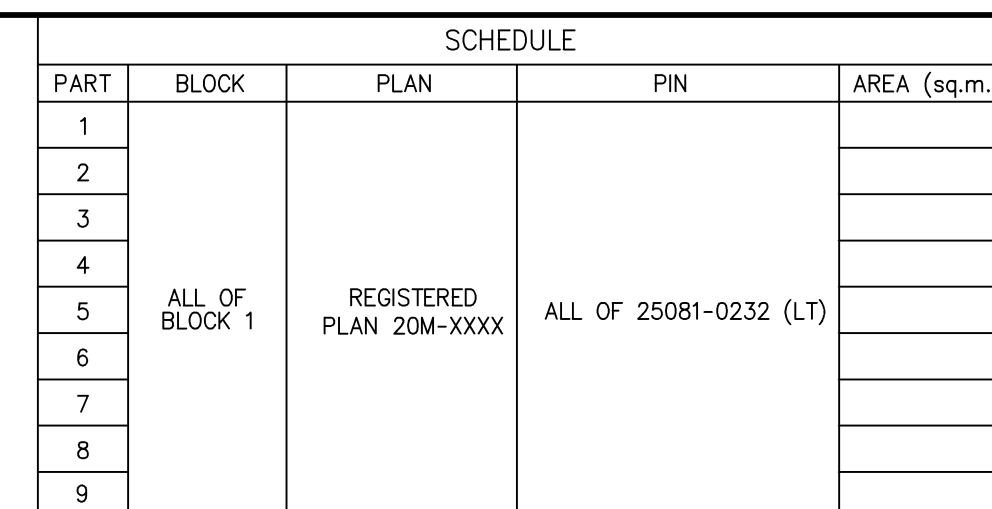 SCHEDULE
PART BLOCK PLAN PIN AREA (sq.m.
1
2
3
4
5
6
7
8
9
ALL OF
BLOCK 1
REGISTERED
PLAN 20M-XXXX
ALL OF 25081-0232 (LT)